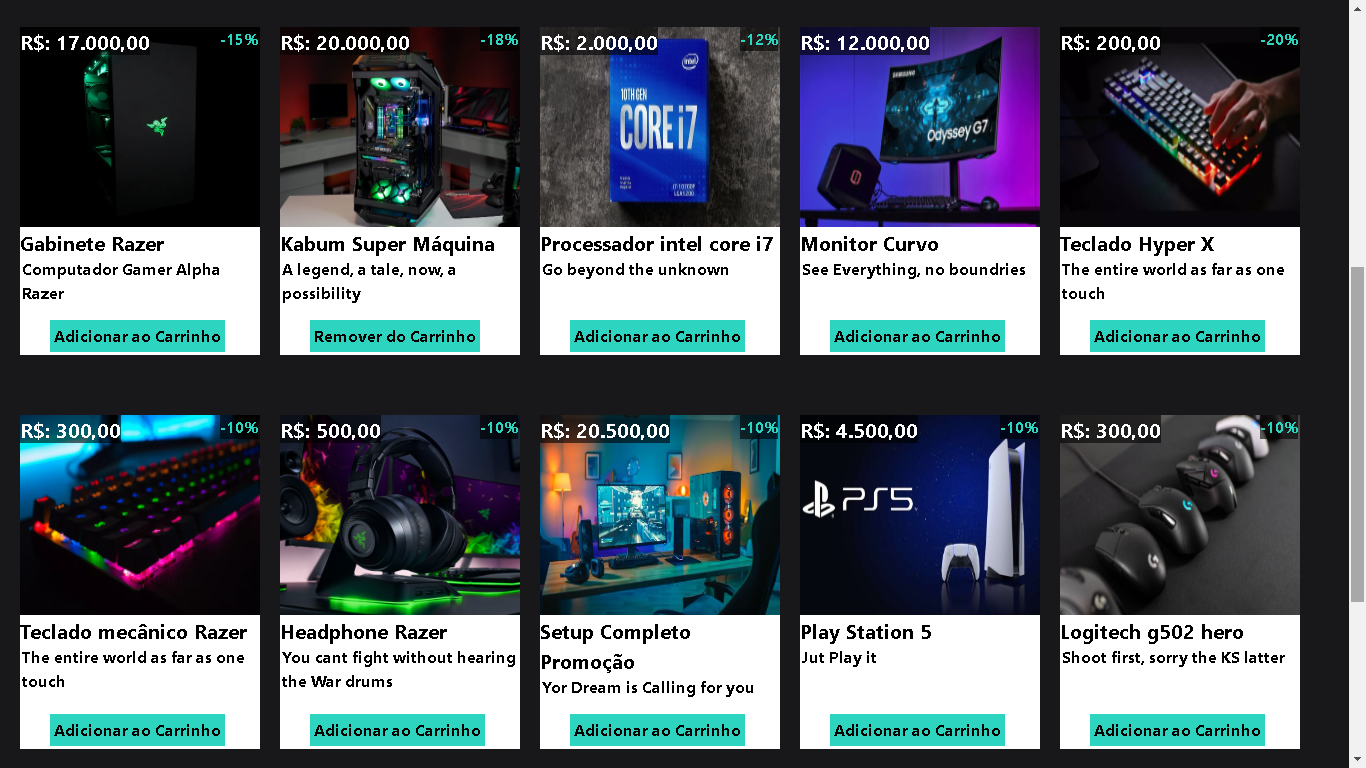 R$: 17.000,00 -15%
R$: 20.000,00 -18%
R$: 2.000,00 -12%
R$: 12.000,00
R$: 200,00 -20%
intel
10TH GEN
CORE i7
SAMSUNG
Odyssey G7
Gabinete Razer
Computador Gamer Alpha
Razer
Adicionar ao Carrinho
Kabum Super Máquina
A legend, a tale, now, a
possibility
Remover do Carrinho
Processador intel core i7
Go beyond the unknown
Adicionar ao Carrinho
Monitor Curvo
See Everything, no boundries
Adicionar ao Carrinho
Teclado Hyper X
The entire world as far as one
touch
Adicionar ao Carrinho
R$: 300,00 -10%
R$: 500,00 -10%
R$: 20.500,00 -10%
R$: 4.500,00 -10%
R$: 300,00 -10%
PS5
Teclado mecânico Razer
The entire world as far as one
touch
Adicionar ao Carrinho
Headphone Razer
You cant fight without hearing
the War drums
Adicionar ao Carrinho
Setup Completo
Promoção
Yor Dream is Calling for you
Adicionar ao Carrinho
Play Station 5
Jut Play it
Adicionar ao Carrinho
Logitech g502 hero
Shoot first, sorry the KS latter
Adicionar ao Carrinho